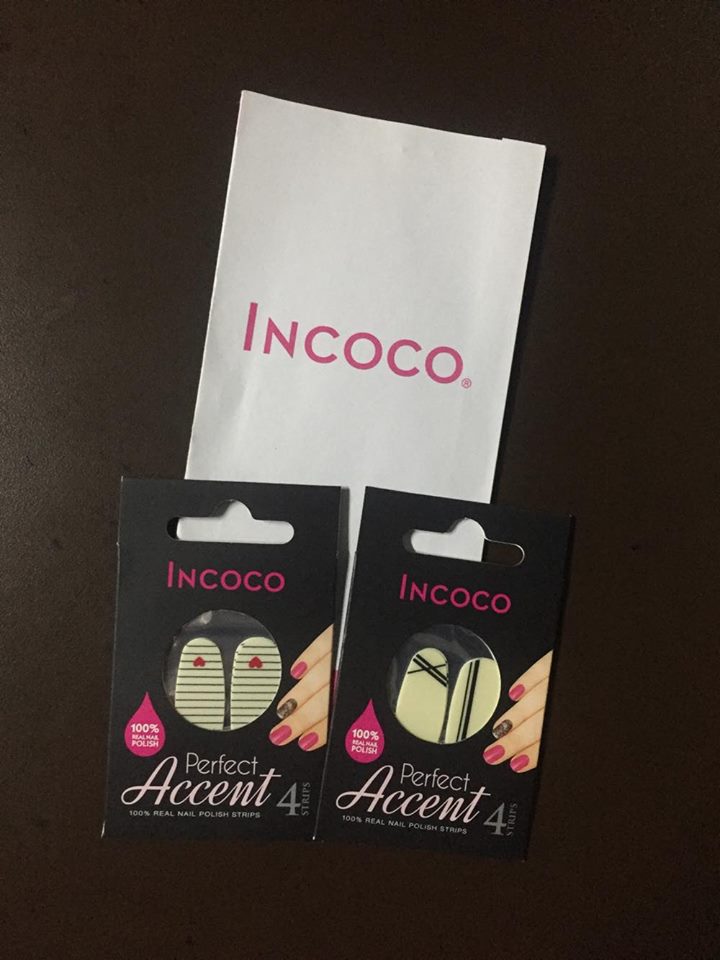 INCOCO®
INCOCO
100%
REAL NAIL
POLISH
Perfect
Accent
4
STRIPS
100% REAL NAIL POLISH STRIPS
INCOCO
100%
REAL NAIL
POLISH
Perfect
Accent
4
STRIPS
100% REAL NAIL POLISH STRIPS